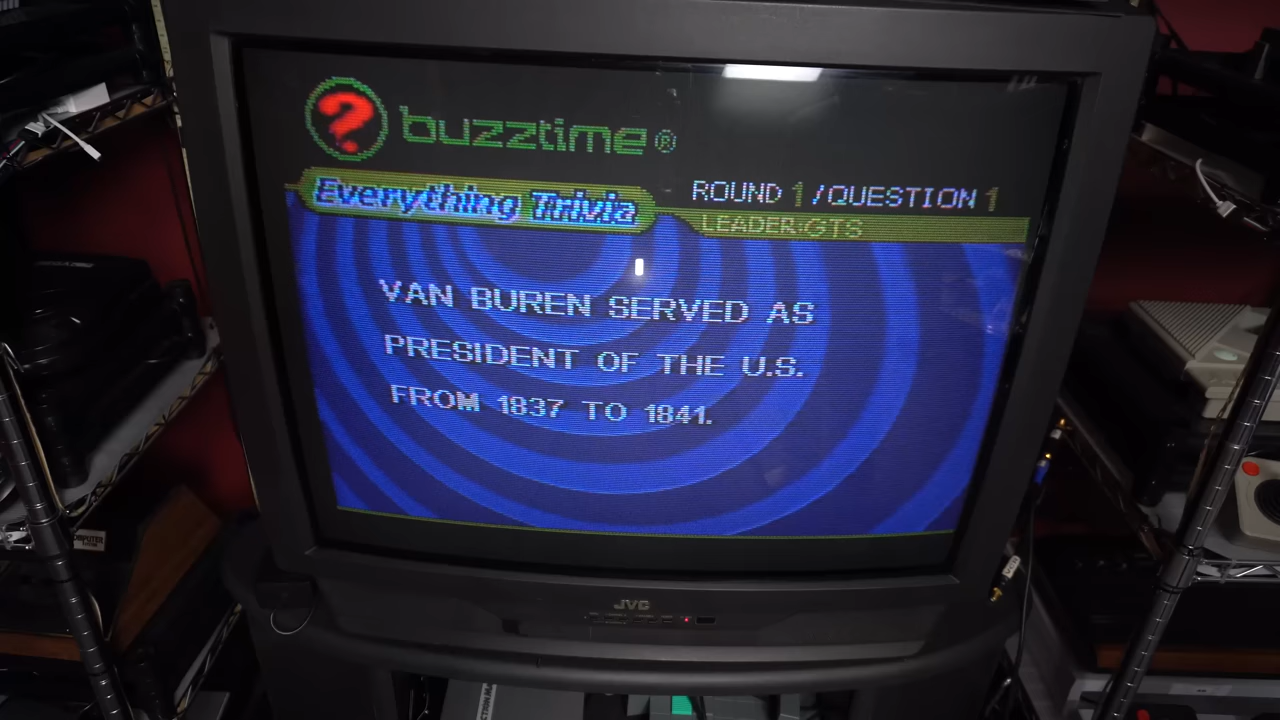 ?
buzztime®
Everything Trivia
ROUND 1/QUESTION 1
LEADER:GTS
VAN BUREN SERVED AS
PRESIDENT OF THE U.S.
FROM 1837 TO 1841.
JVC